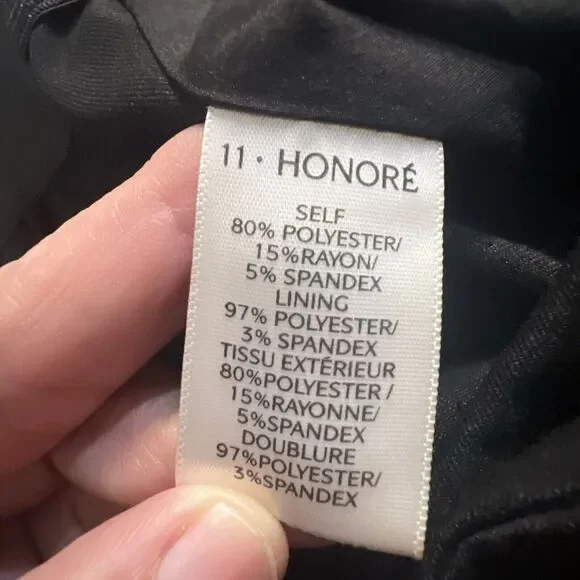 11 · HONORÉ
SELF
80% POLYESTER/
15%RAYON/
5% SPANDEX
LINING
97% POLYESTER/
3% SPANDEX
TISSU EXTÉRIEUR
80%POLYESTER /
15%RAYONNE/
5%SPANDEX
DOUBLURE
97%POLYESTER/
3%SPANDEX